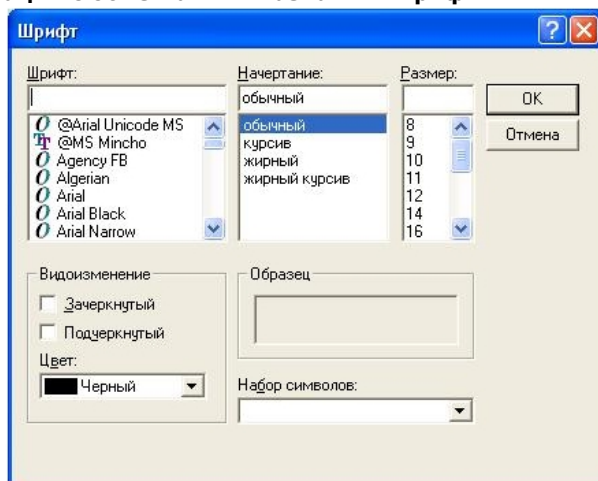 Шрифт
Шрифт:
@Arial Unicode MS
@MS Mincho
Agency FB
Algerian
Arial
Arial Black
Arial Narrow
Начертание:
обычный
обычный
курсив
жирный
жирный курсив
Размер:
8
9
10
11
12
14
16
OK
Отмена
Видоизменение
Зачеркнутый
Подчеркнутый
Цвет:
Черный
Образец
Набор символов: